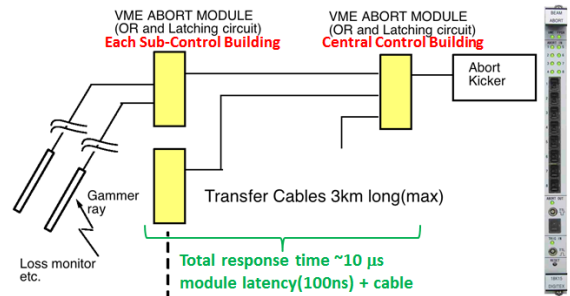 VME ABORT MODULE
(OR and Latching circuit)
Each Sub-Control Building
VME ABORT MODULE
(OR and Latching circuit)
Central Control Building
Abort
Kicker
Gammer
ray
Transfer Cables 3km long(max)
Loss monitor
etc.
Total response time ~10 μs
module latency(100ns) + cable
BEAM
ABORT